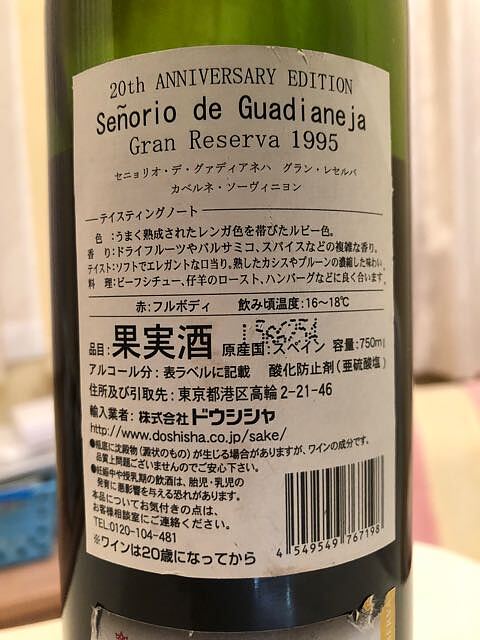 20th ANNIVERSARY EDITION
Señorio de Guadianeja
Gran Reserva 1995
セニョリオ・デ・グァディアネハ グラン・レセルバ
カベルネ・ソーヴィニヨン
テイスティングノート
色 :うまく熟成されたレンガ色を帯びたルビー色。
香 り:ドライフルーツやバルサミコ、スパイスなどの複雑な香り。
テイスト:ソフトでエレガントな口当り。熟したカシスやプルーンの濃縮した味わい。
料 理:ビーフシチュー、仔羊のロースト、ハンバーグなどに良く合います。
赤:フルボディ 飲み頃温度:16~18℃
品目:果実酒 原産国:スペイン 容量:750ml
アルコール分:表ラベルに記載 酸化防止剤(亜硫酸塩)
住所及び引取先:東京都港区高輪2-21-46
輸入業者:株式会社ドウシシャ
http://www.doshisha.co.jp/sake/
●瓶底に沈殿物(澱状のもの)が生じる場合がありますが、ワインの成分です。
品質上問題ございませんのでご安心下さい。
●妊娠中や授乳期の飲酒は、胎児・乳児の
発育に悪影響を与える恐れがあります。
本品についてお気付きの点は、
お客様相談室にご連絡ください。
TEL:0120-104-481
※ワインは20歳になってから
4 549549 767198